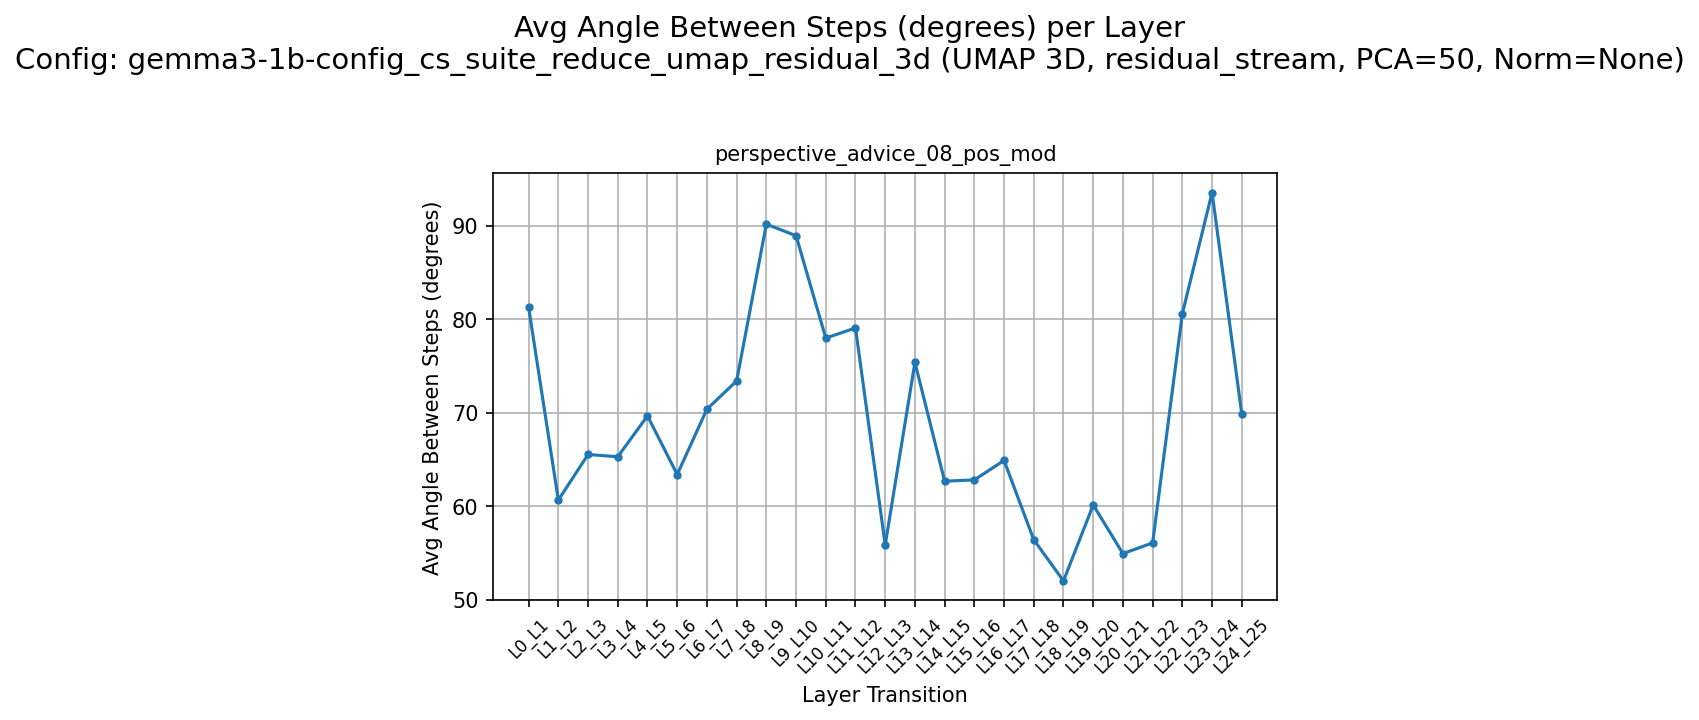 Avg Angle Between Steps (degrees) per Layer
Config: gemma3-1b-config_cs_suite_reduce_umap_residual_3d (UMAP 3D, residual_stream, PCA=50, Norm=None)
perspective_advice_08_pos_mod
Avg Angle Between Steps (degrees)
90
80
70
60
50
L0_L1
L1_L2
L2_L3
L3_L4
L4_L5
L5_L6
L6_L7
L7_L8
L8_L9
L9_L10
L10_L11
L11_L12
L12_L13
L13_L14
L14_L15
L15_L16
L16_L17
L17_L18
L18_L19
L19_L20
L20_L21
L21_L22
L22_L23
L23_L24
L24_L25
Layer Transition